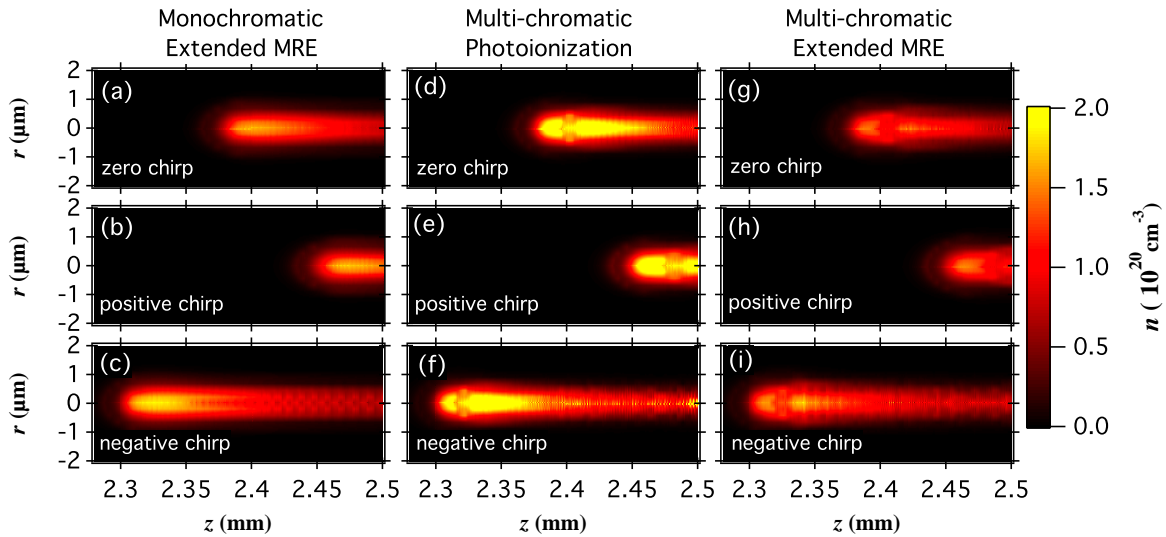 Monochromatic
Extended MRE
Multi-chromatic
Photoionization
Multi-chromatic
Extended MRE
2
1
0
-1
-2
r (µm)
(a)
zero chirp
(d)
zero chirp
(g)
zero chirp
2
1
0
-1
-2
r (µm)
(b)
positive chirp
(e)
positive chirp
(h)
positive chirp
2
1
0
-1
-2
r (µm)
(c)
negative chirp
(f)
negative chirp
(i)
negative chirp
2.3 2.35 2.4 2.45 2.5
2.3 2.35 2.4 2.45 2.5
2.3 2.35 2.4 2.45 2.5
z (mm)
z (mm)
z (mm)
2.0
1.5
1.0
0.5
0.0
n ( 10^20 cm^-3)